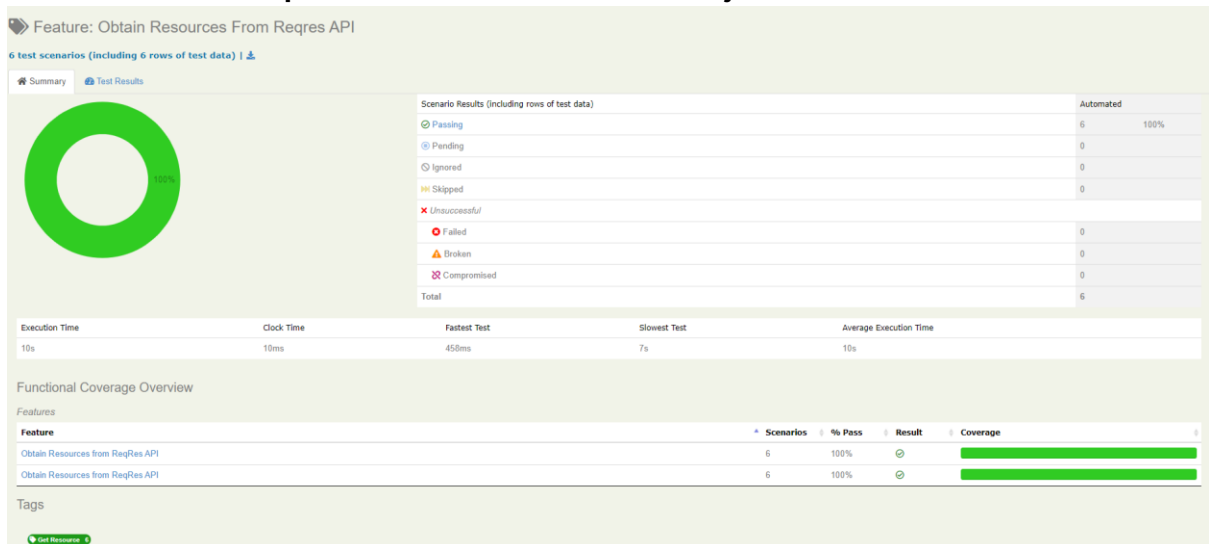 Feature: Obtain Resources From Reqres API
6 test scenarios (including 6 rows of test data) |
Summary Test Results
Scenario Results (including rows of test data) Automated
Passing 6 100%
Pending 0
Ignored 0
Skipped 0
Unsuccessful
Failed 0
Broken 0
Compromised 0
Total 6
100%
Execution Time Clock Time Fastest Test Slowest Test Average Execution Time
10s 10ms 458ms 7s 10s
Functional Coverage Overview
Features
Feature Scenarios % Pass Result Coverage
Obtain Resources from ReqRes API 6 100%
Obtain Resources from ReqRes API 6 100%
Tags
Get Resource 6